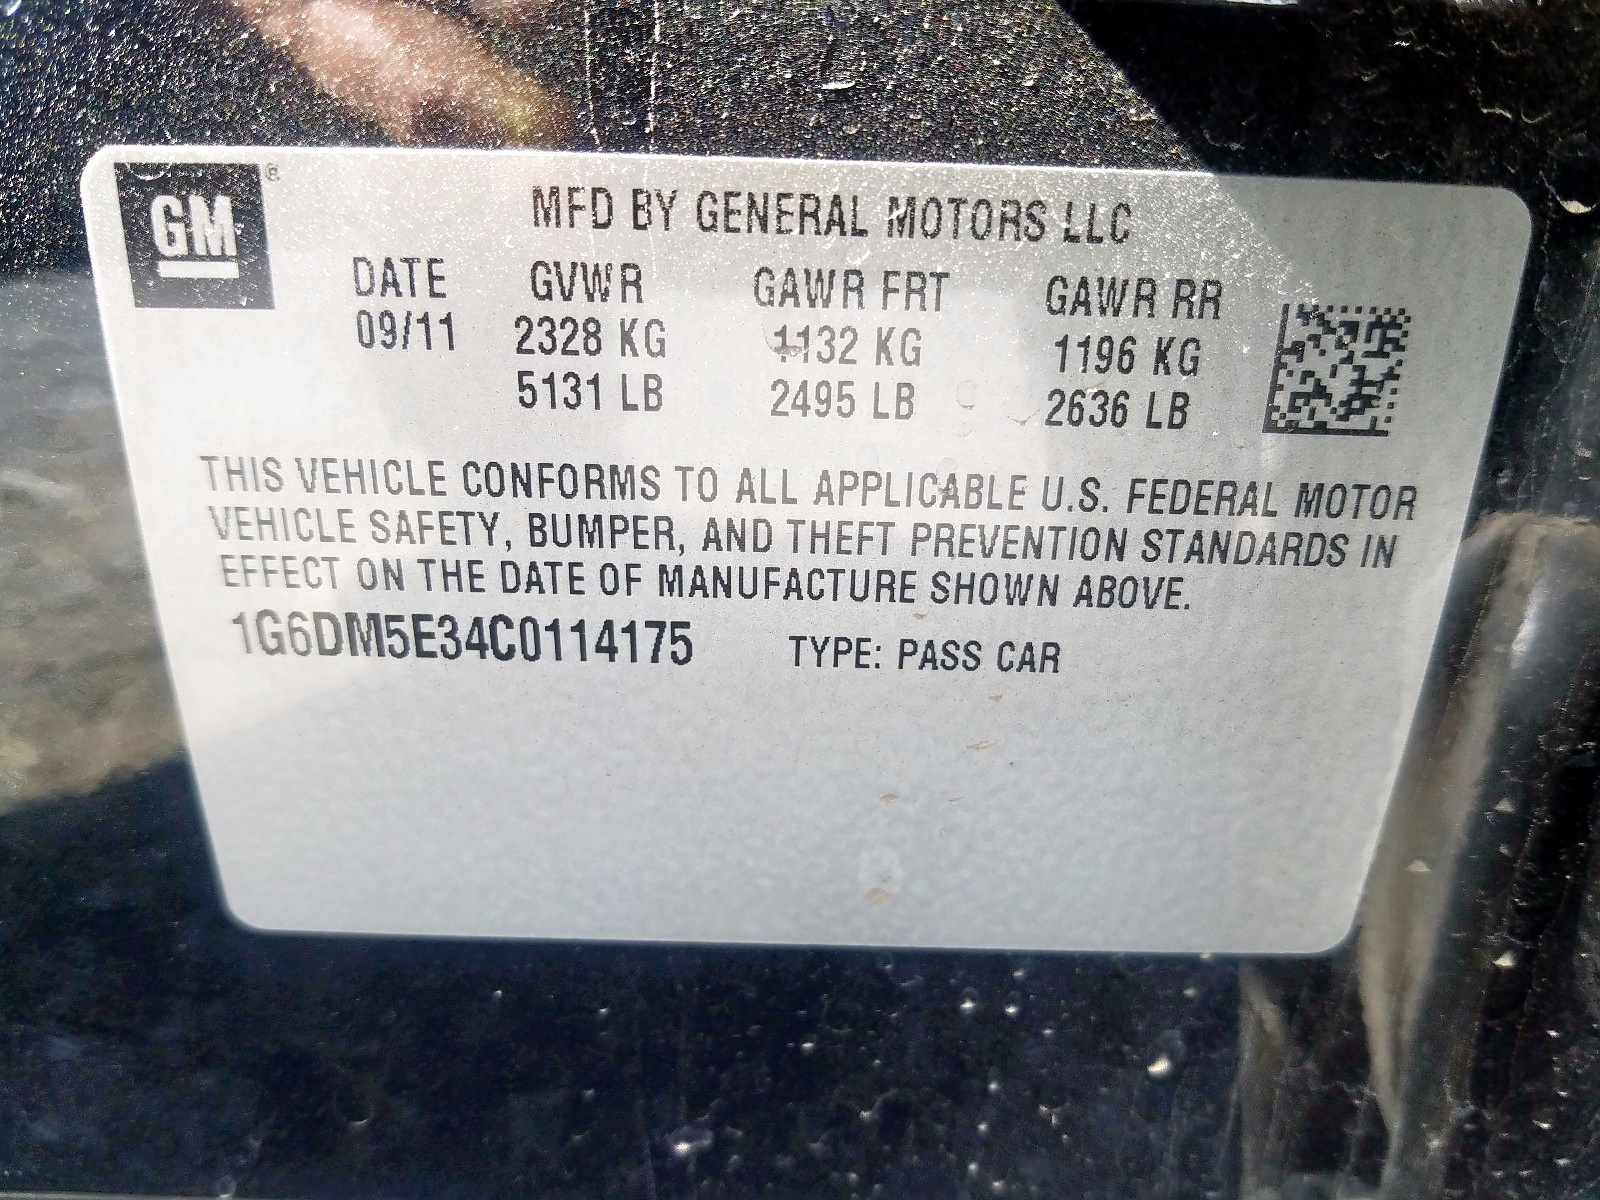 GM ®
MFD BY GENERAL MOTORS LLC
DATE GVWR GAWR FRT GAWR RR
09/11 2328 KG 1132 KG 1196 KG
5131 LB 2495 LB 2636 LB
THIS VEHICLE CONFORMS TO ALL APPLICABLE U.S. FEDERAL MOTOR
VEHICLE SAFETY, BUMPER, AND THEFT PREVENTION STANDARDS IN
EFFECT ON THE DATE OF MANUFACTURE SHOWN ABOVE.
1G6DM5E34C0114175 TYPE: PASS CAR